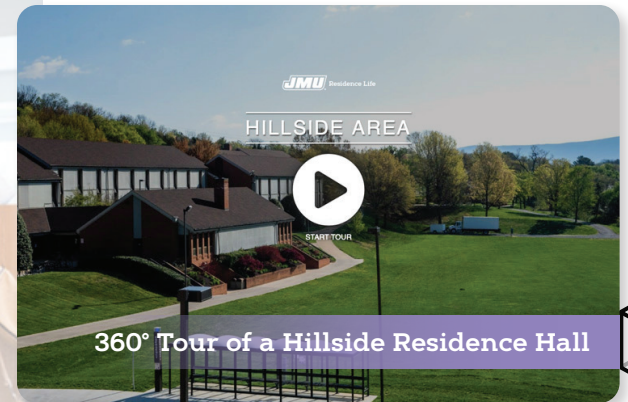 JMU Residence Life
HILLSIDE AREA
START TOUR
360° Tour of a Hillside Residence Hall